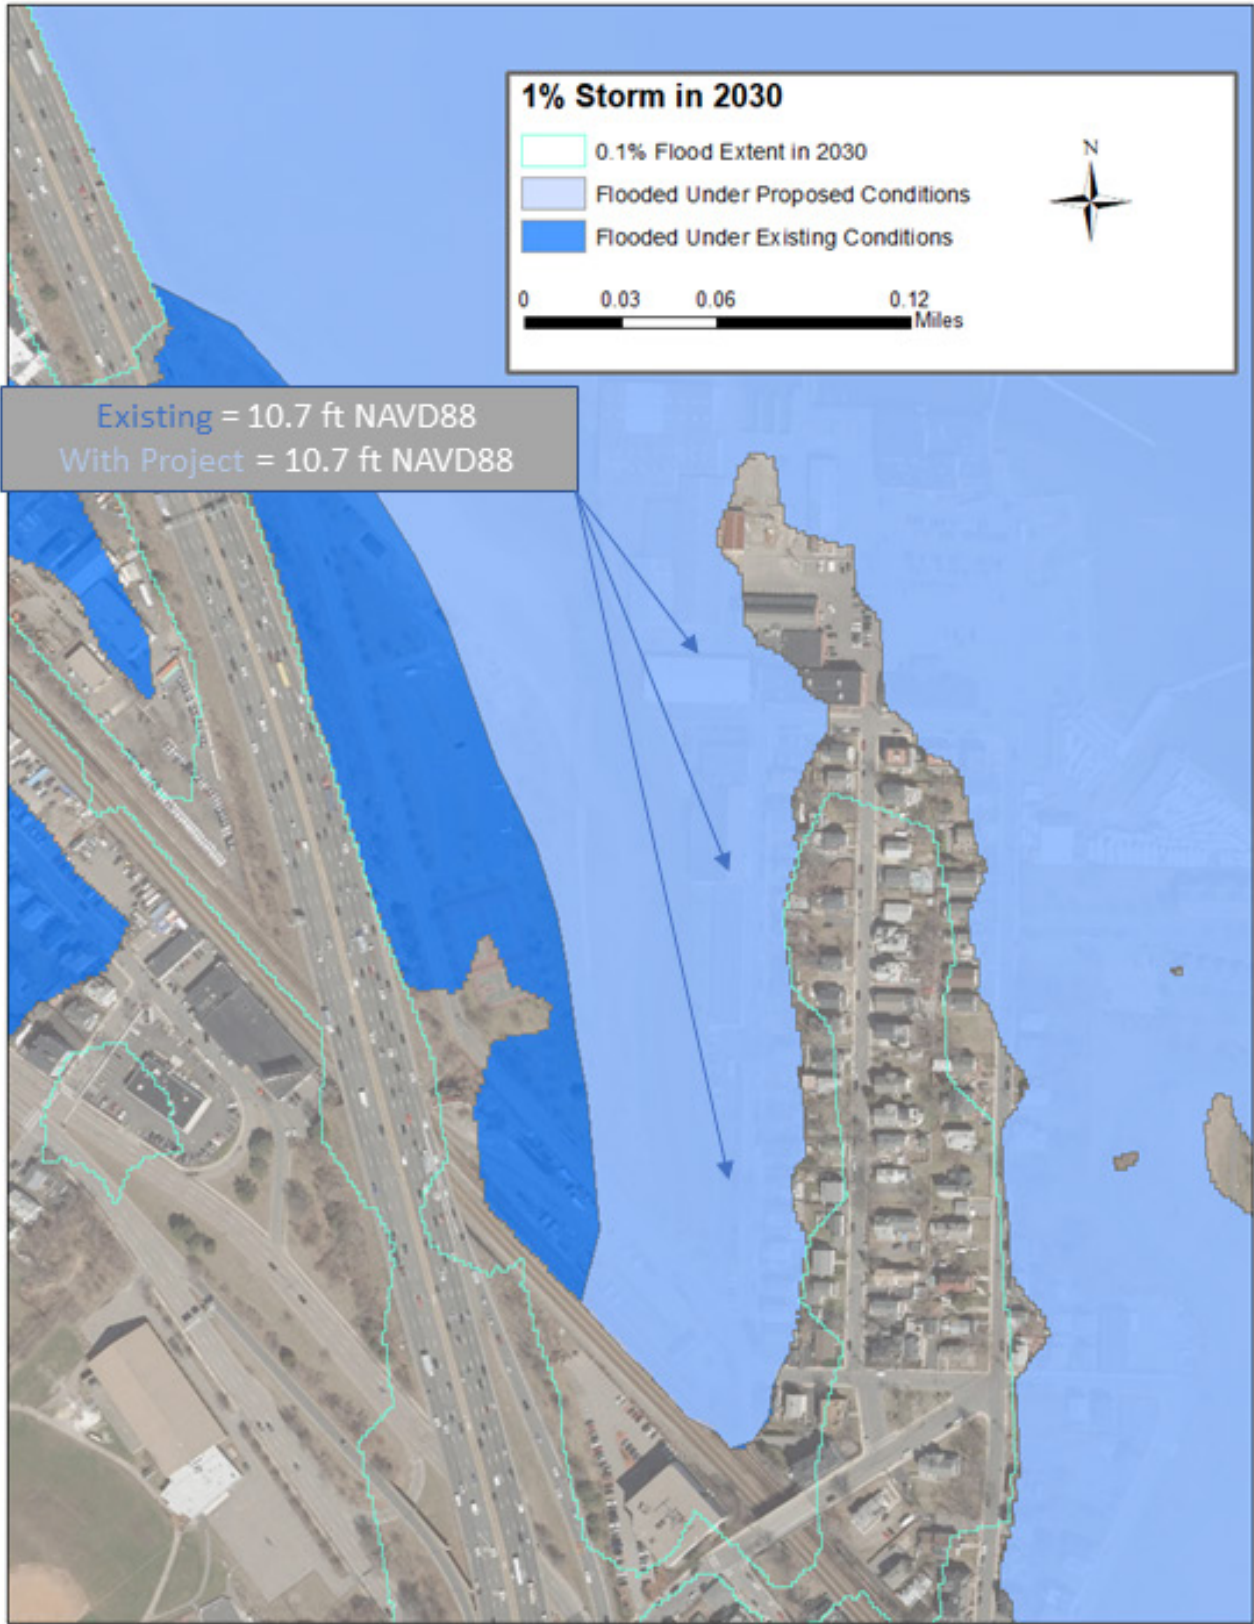 1% Storm in 2030
0.1% Flood Extent in 2030
Flooded Under Proposed Conditions
Flooded Under Existing Conditions
N
0 0.03 0.06 0.12
Miles
Existing = 10.7 ft NAVD88
With Project = 10.7 ft NAVD88